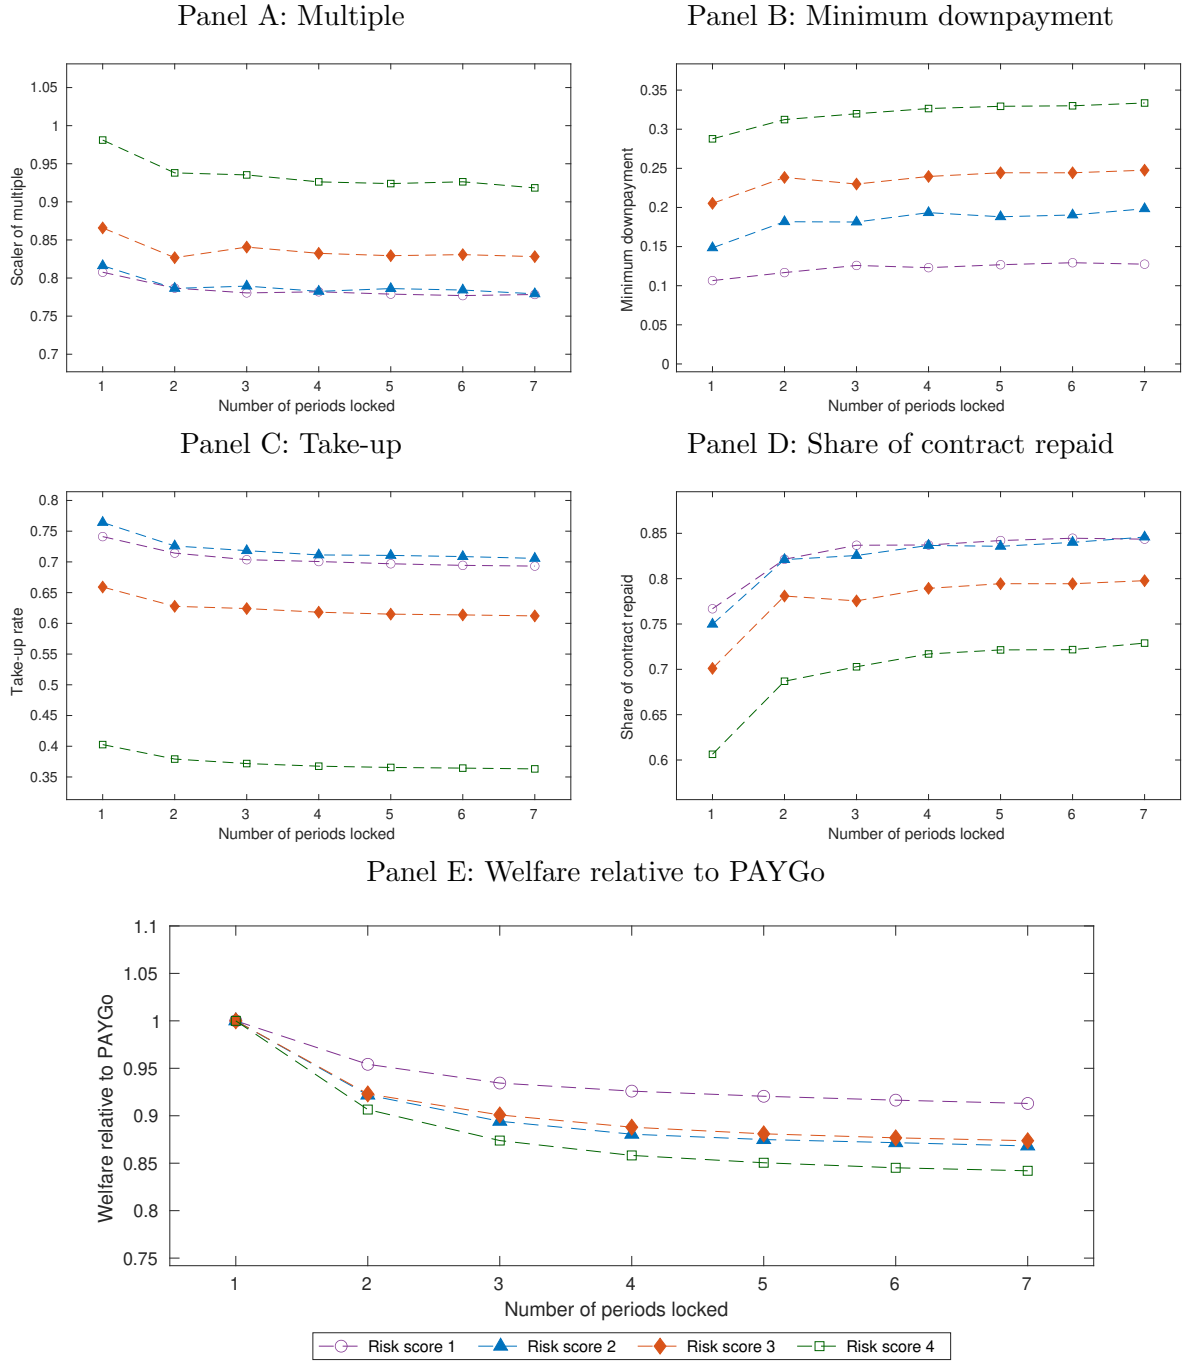 Panel A: Multiple
Scaler of multiple
1.05
1
0.95
0.9
0.85
0.8
0.75
0.7
1 2 3 4 5 6 7
Number of periods locked
Panel B: Minimum downpayment
Minimum downpayment
0.35
0.3
0.25
0.2
0.15
0.1
0.05
0
1 2 3 4 5 6 7
Number of periods locked
Panel C: Take-up
Take-up rate
0.8
0.75
0.7
0.65
0.6
0.55
0.5
0.45
0.4
0.35
1 2 3 4 5 6 7
Number of periods locked
Panel D: Share of contract repaid
Share of contract repaid
0.85
0.8
0.75
0.7
0.65
0.6
1 2 3 4 5 6 7
Number of periods locked
Panel E: Welfare relative to PAYGo
Welfare relative to PAYGo
1.1
1.05
1
0.95
0.9
0.85
0.8
0.75
1 2 3 4 5 6 7
Number of periods locked
Risk score 1 Risk score 2 Risk score 3 Risk score 4